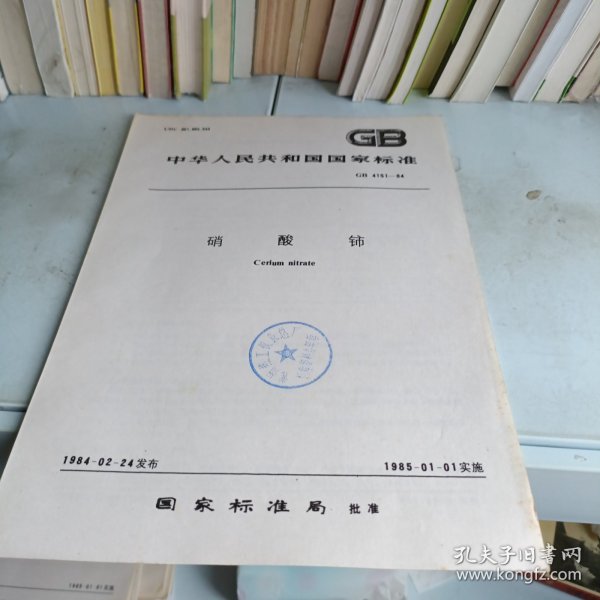 GB
中华人民共和国国家标准
GB 4151—84
硝酸铈
Cerium nitrate
1984-02-24发布
1985-01-01实施
国家标准局 批准
孔夫子旧书网
www.kongfz.com